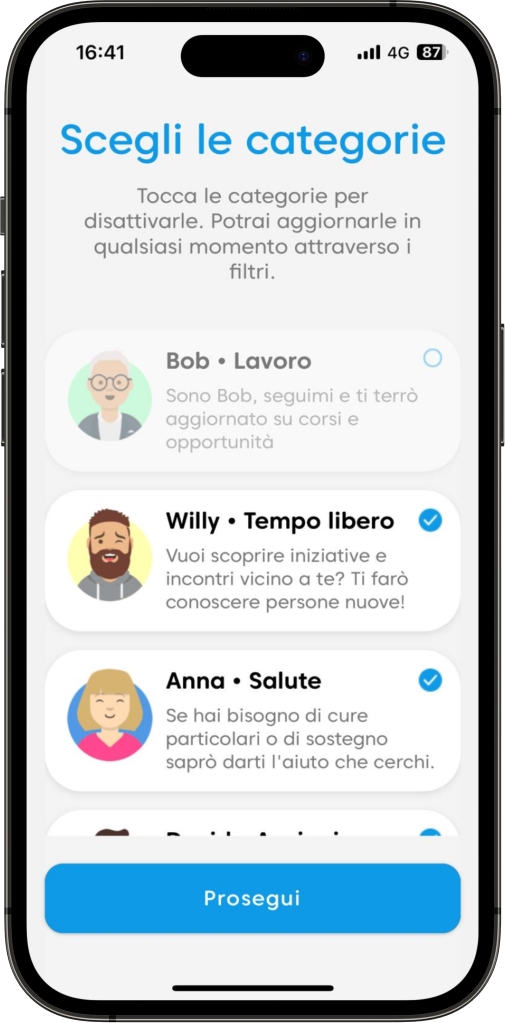 16:41
4G 87
Scegli le categorie
Tocca le categorie per
disattivarle. Potrai aggiornarle in
qualsiasi momento attraverso i
filtri.
Bob • Lavoro
Sono Bob, seguimi e ti terrò
aggiornato su corsi e
opportunità
Willy • Tempo libero
Vuoi scoprire iniziative e
incontri vicino a te? Ti farò
conoscere persone nuove!
Anna • Salute
Se hai bisogno di cure
particolari o di sostegno
saprò darti l'aiuto che cerchi.
Prosegui